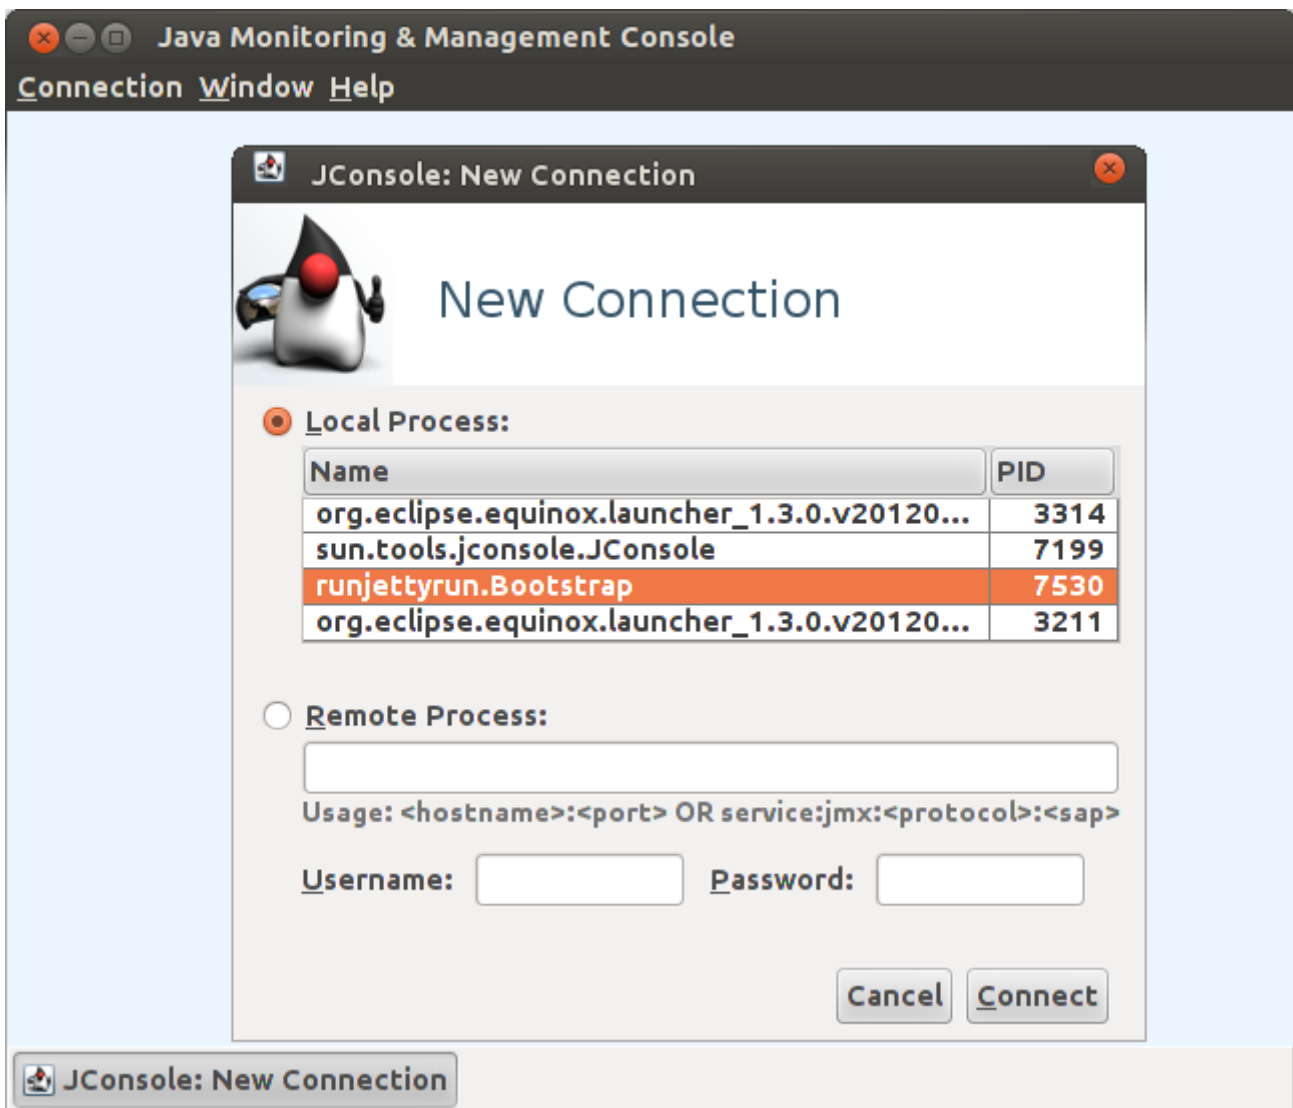 Java Monitoring & Management Console
Connection Window Help
JConsole: New Connection
New Connection
Local Process:
Name PID
org.eclipse.equinox.launcher_1.3.0.v20120... 3314
sun.tools.jconsole.JConsole 7199
runjettyrun.Bootstrap 7530
org.eclipse.equinox.launcher_1.3.0.v20120... 3211
Remote Process:
Usage: <hostname>:<port> OR service:jmx:<protocol>:<sap>
Username: Password:
Cancel Connect
JConsole: New Connection